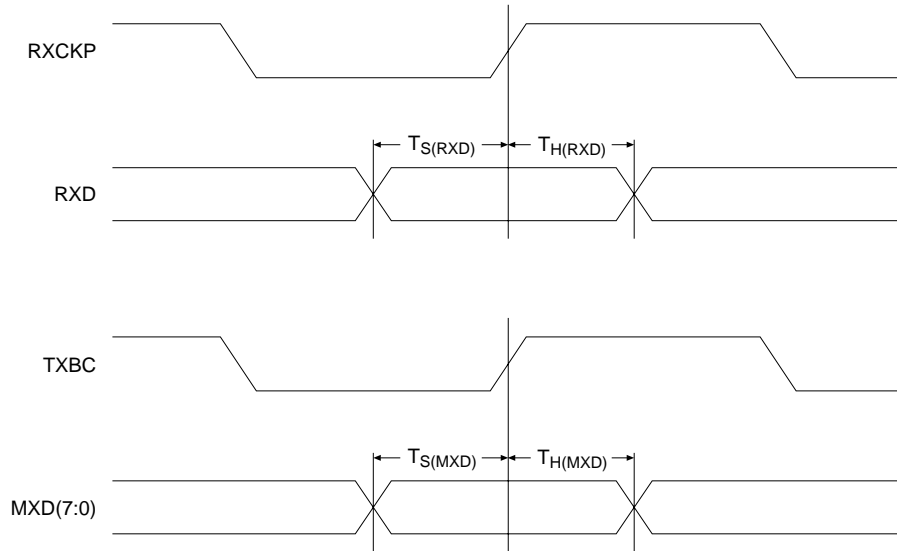 RXCKP
TS(RXD) TH(RXD)
RXD
TXBC
TS(MXD) TH(MXD)
MXD(7:0)